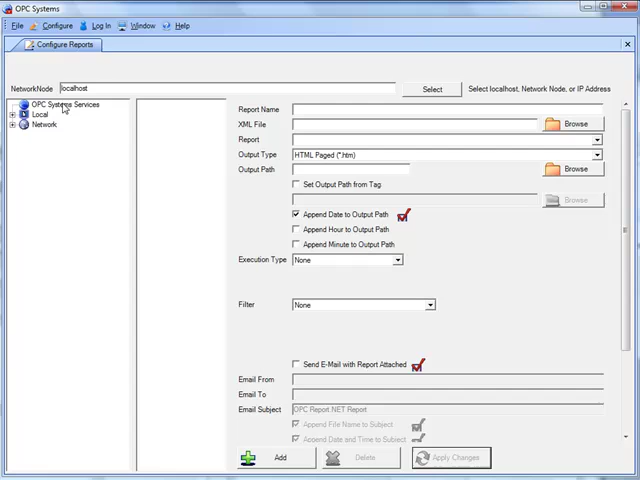 OPC Systems
File Configure Log In Window Help
Configure Reports
NetworkNode localhost Select Select localhost, Network Node, or IP Address
OPC Systems Services
Local
Network
Report Name
XML File Browse
Report
Output Type HTML Paged (*.htm)
Output Path Browse
Set Output Path from Tag
Browse
Append Date to Output Path
Append Hour to Output Path
Append Minute to Output Path
Execution Type None
Filter None
Send E-Mail with Report Attached
Email From
Email To
Email Subject OPC Report.NET Report
Append File Name to Subject
Append Date and Time to Subject
Add Delete Apply Changes